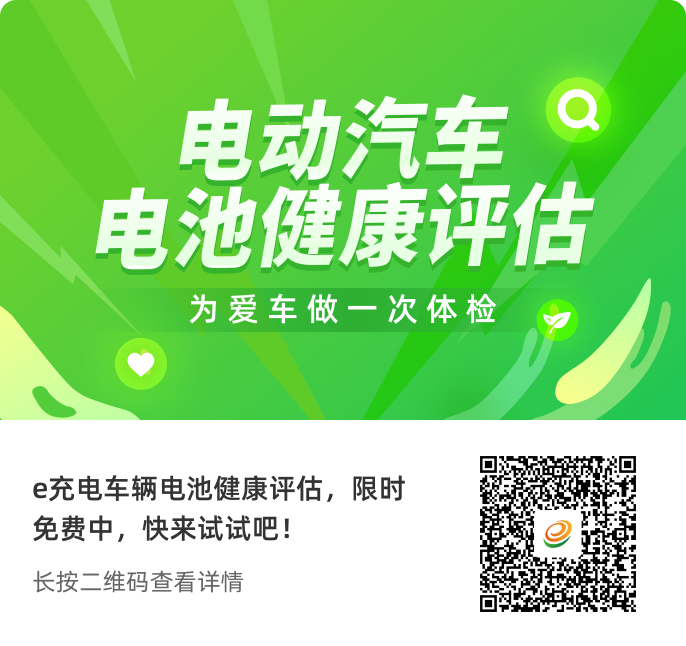 电动汽车
电池健康评估
为爱车做一次体检
e充电车辆电池健康评估，限时
免费中，快来试试吧！
长按二维码查看详情